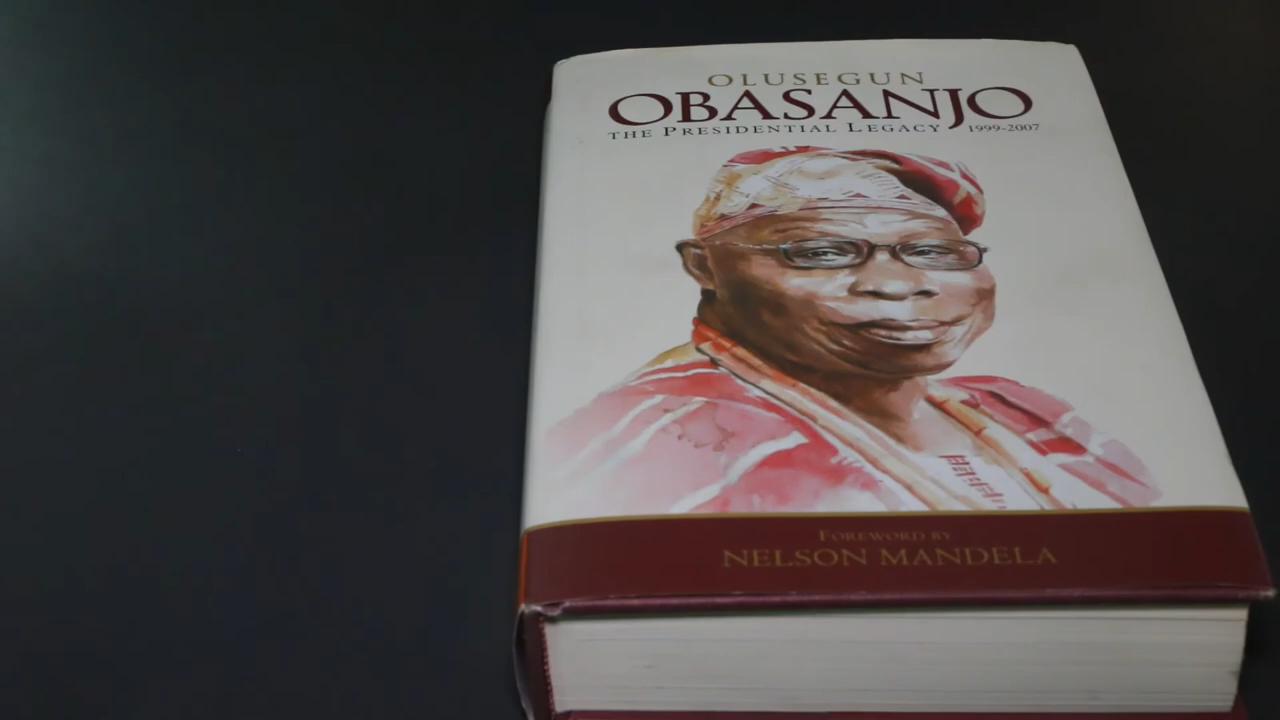 OLUSEGUN
OBASANJO
THE PRESIDENTIAL LEGACY 1999-2007
FOREWORD BY
NELSON MANDELA